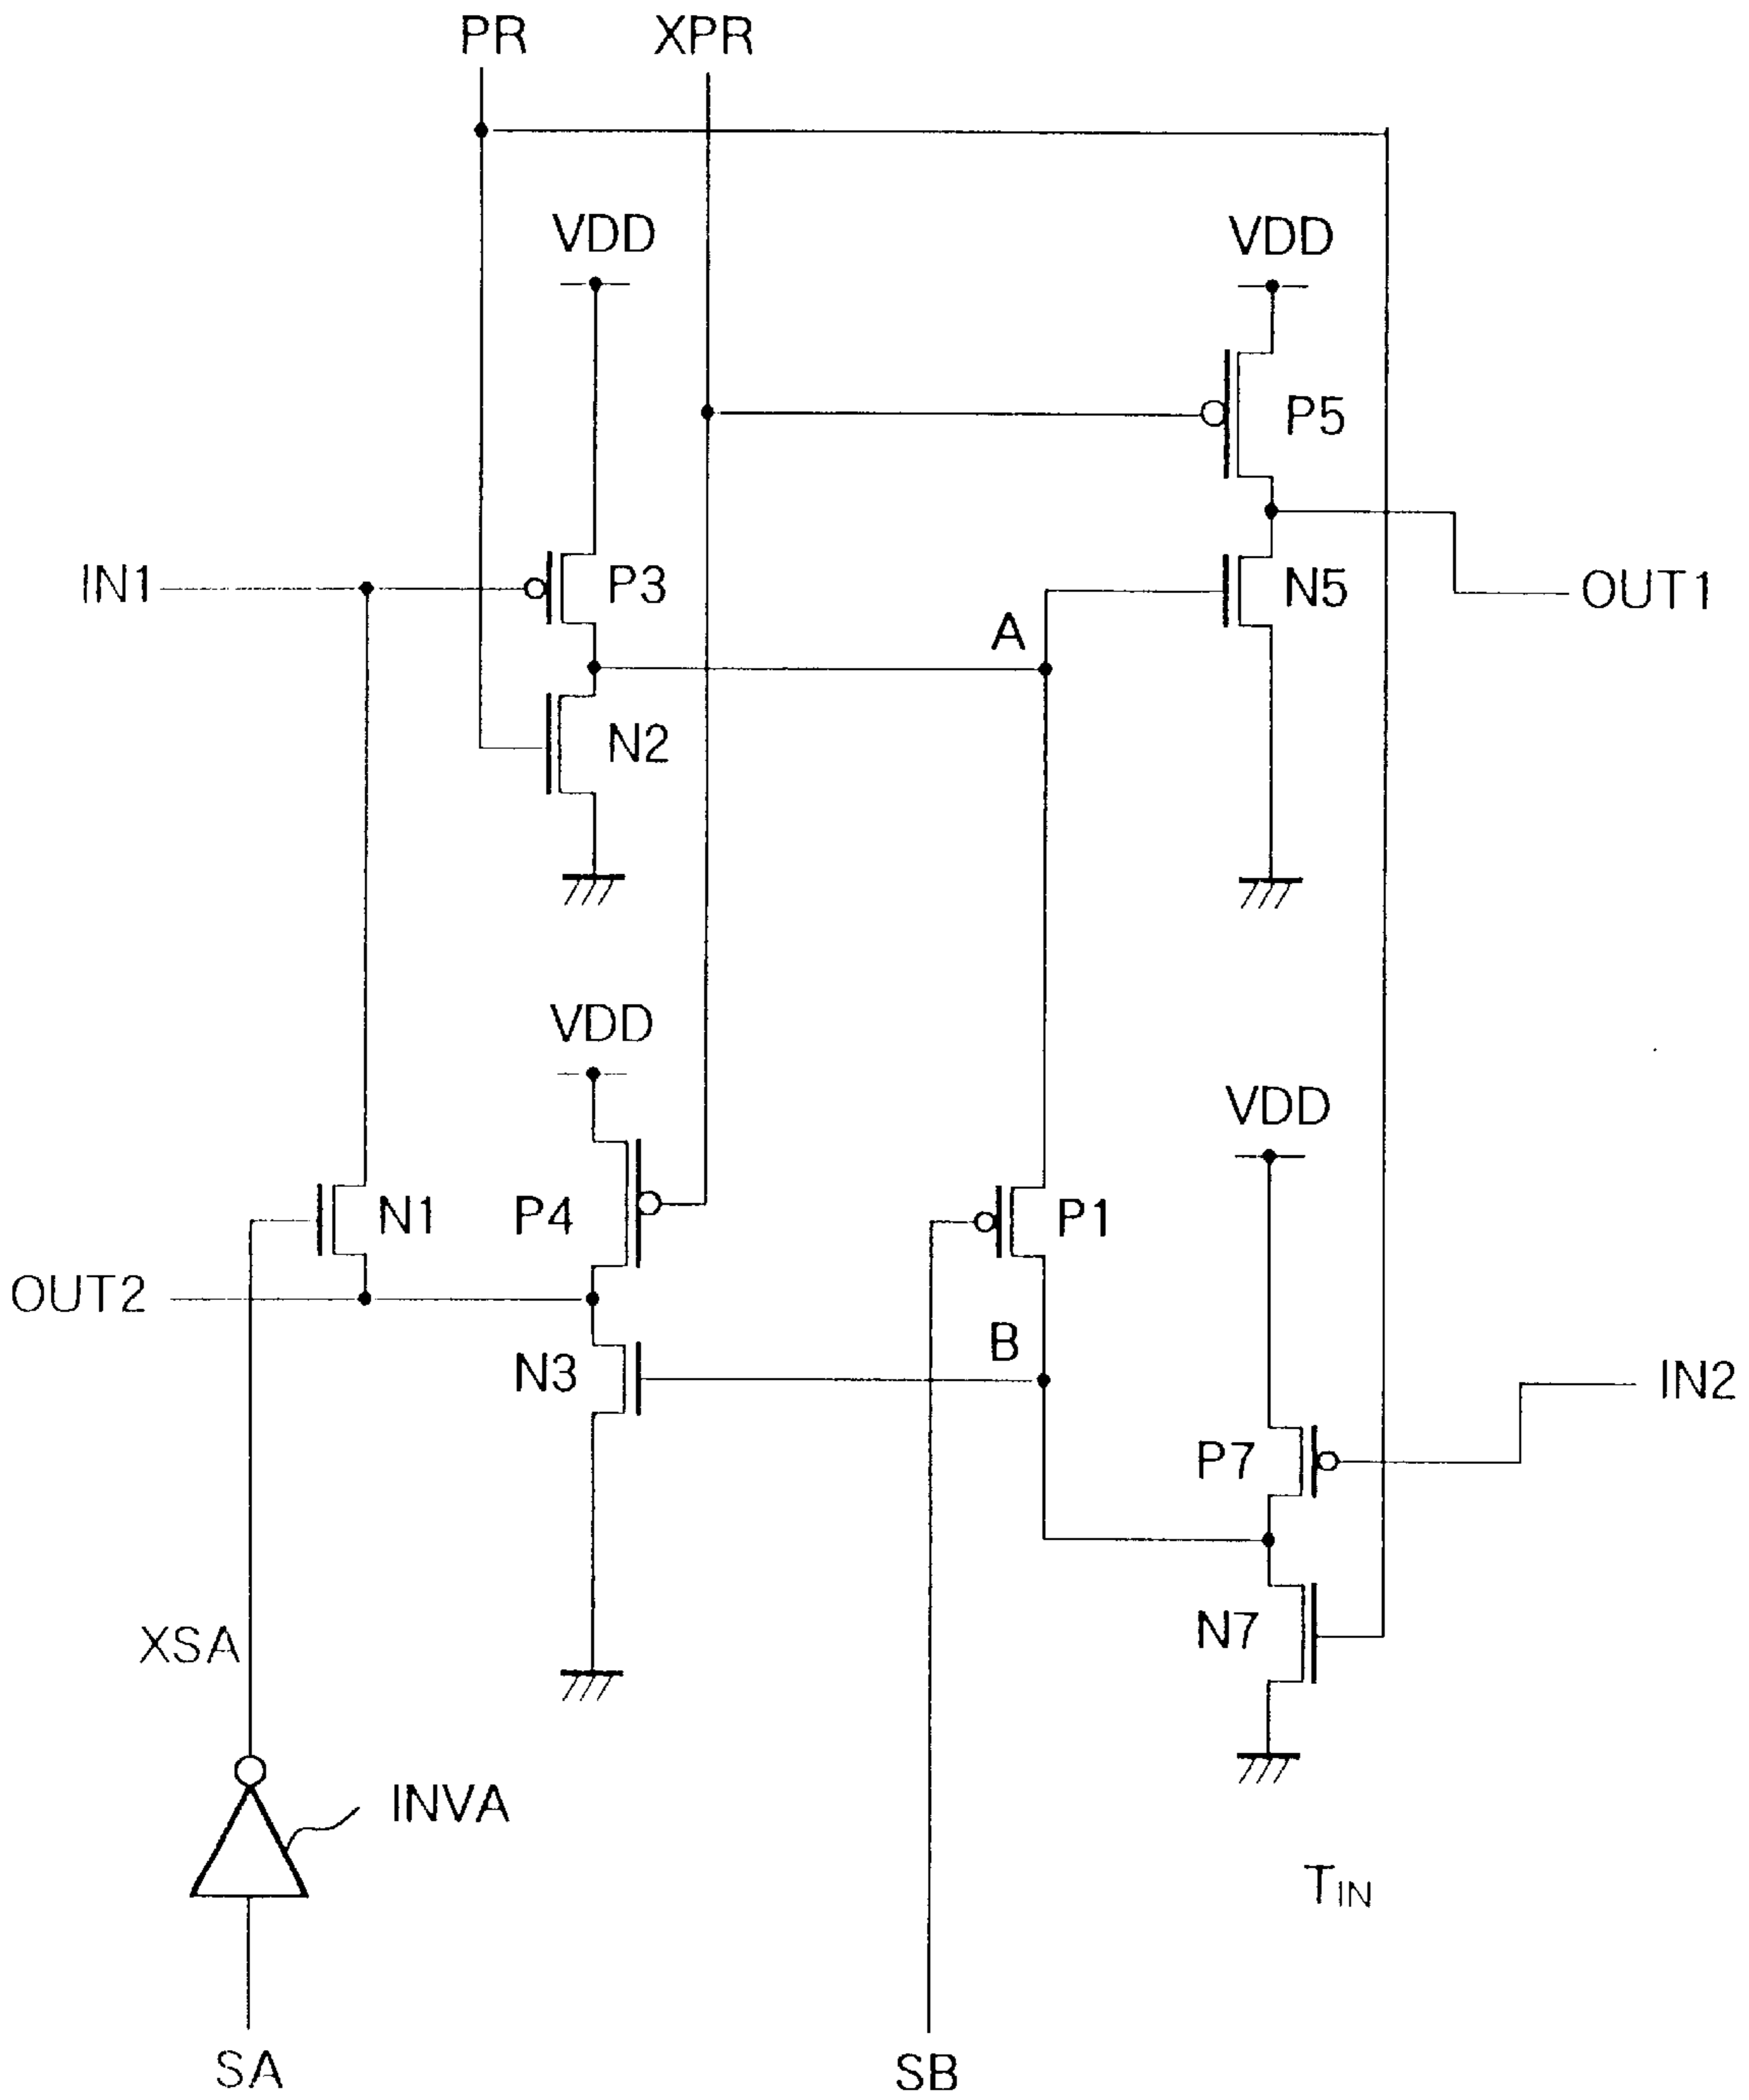 PR XPR
VDD
VDD
P5
IN1
P3
N5
OUT1
A
N2
VDD
VDD
N1
P4
P1
OUT2
B
N3
IN2
P7
N7
XSA
INVA
TIN
SA
SB